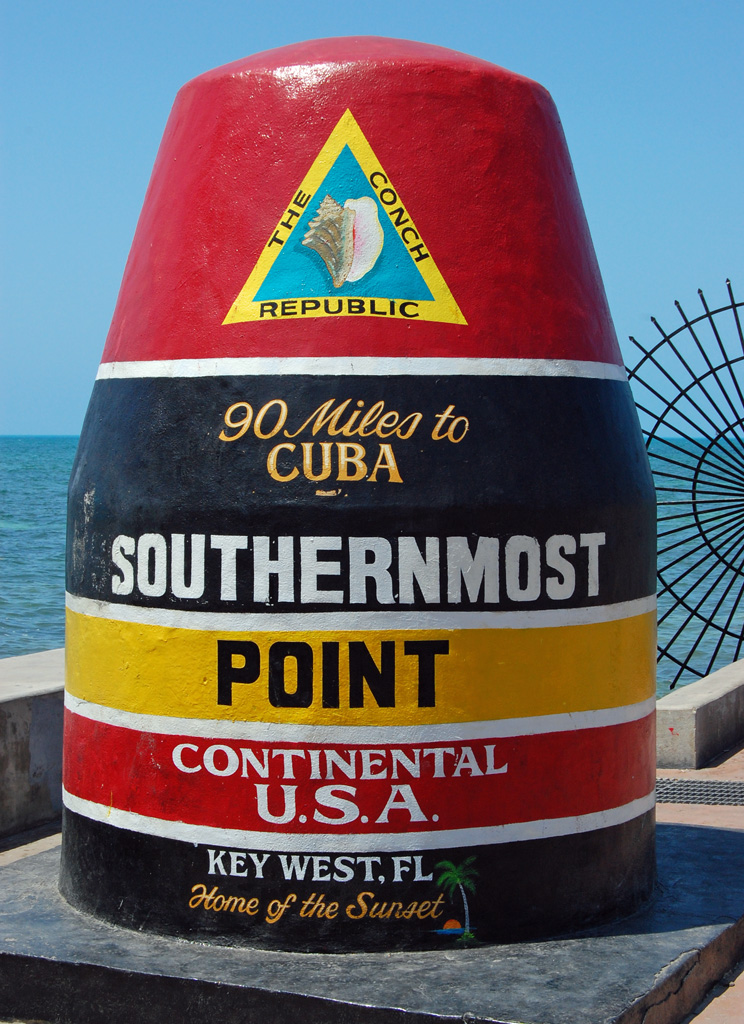 THE CONCH
REPUBLIC
90 Miles to
CUBA
SOUTHERNMOST
POINT
CONTINENTAL
U.S.A.
KEY WEST, FL
Home of the Sunset